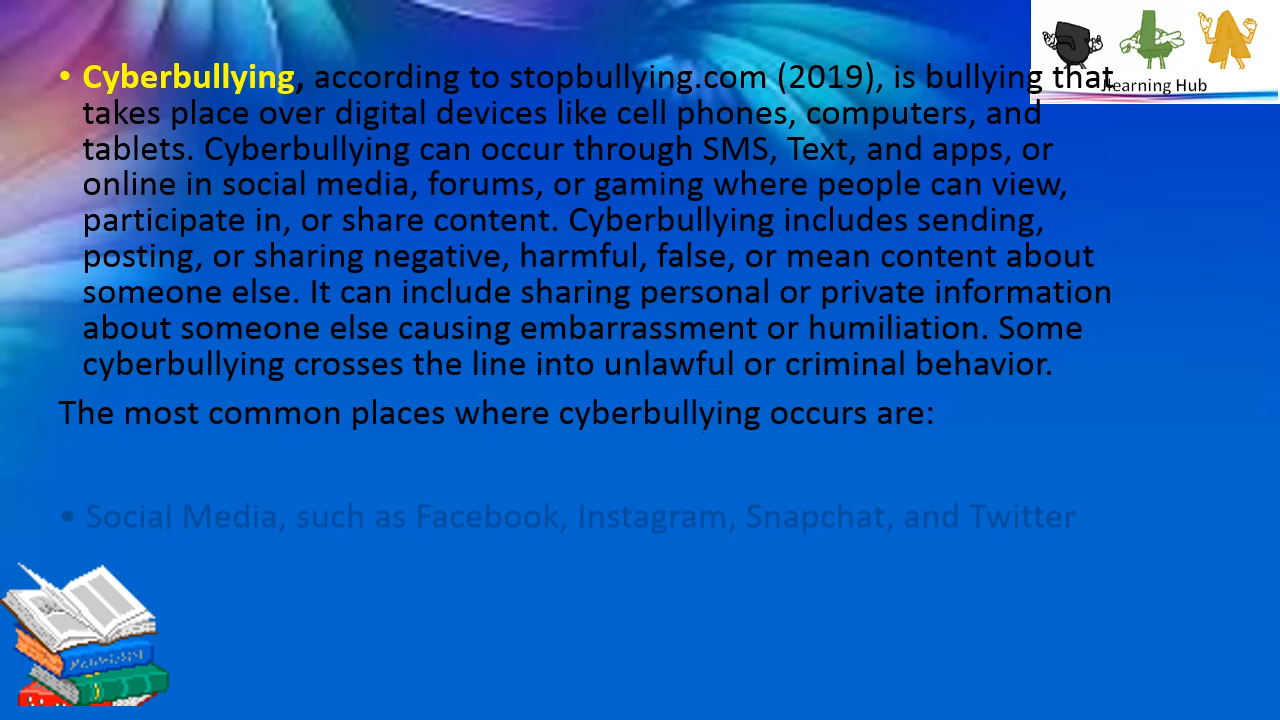 • Cyberbullying, according to stopbullying.com (2019), is bullying that
takes place over digital devices like cell phones, computers, and
tablets. Cyberbullying can occur through SMS, Text, and apps, or
online in social media, forums, or gaming where people can view,
participate in, or share content. Cyberbullying includes sending,
posting, or sharing negative, harmful, false, or mean content about
someone else. It can include sharing personal or private information
about someone else causing embarrassment or humiliation. Some
cyberbullying crosses the line into unlawful or criminal behavior.
The most common places where cyberbullying occurs are:
• Social Media, such as Facebook, Instagram, Snapchat, and Twitter
Hub